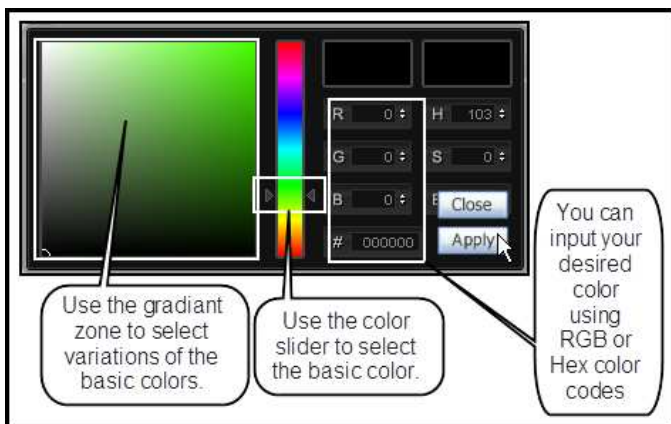 R 0 H 103
G 0 S 0
B 0 B Close
# 000000 Apply
Use the gradiant
zone to select
variations of the
basic colors.
Use the color
slider to select
the basic color.
You can
input your
desired
color
using
RGB or
Hex color
codes